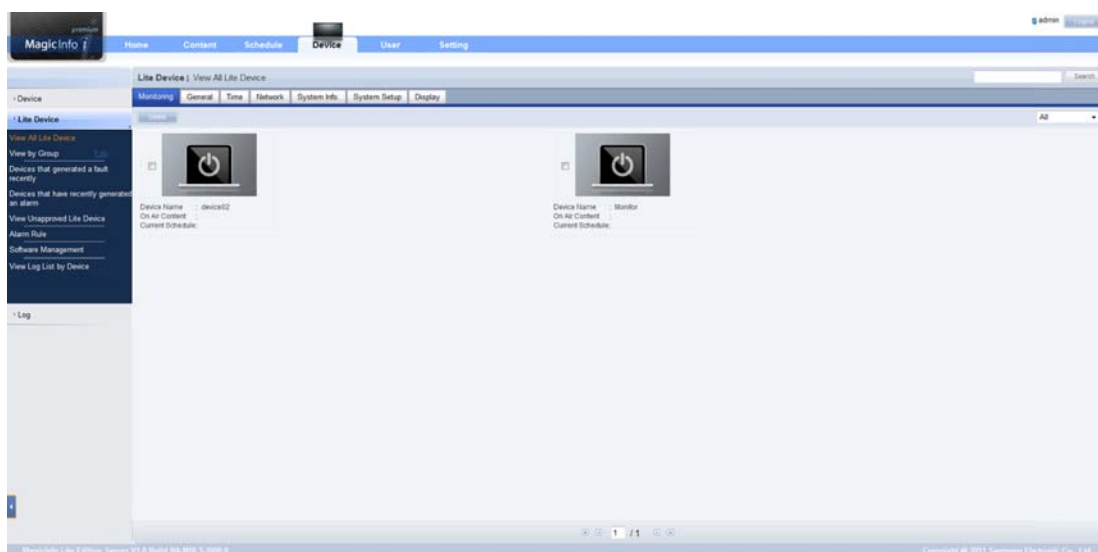 premium
MagicInfo i
admin
Home Content Schedule Device User Setting
Lite Device | View All Lite Device
Search
Device
Lite Device
View All Lite Device
View by Group Edit
Devices that generated a fault recently
Devices that have recently generated an alarm
View Unapproved Lite Device
Alarm Rule
Software Management
View Log List by Device
Log
Monitoring General Time Network System Info. System Setup Display
Delete
All
Device Name : device02
On Air Content :
Current Schedule:
Device Name : Monitor
On Air Content :
Current Schedule:
1 / 1